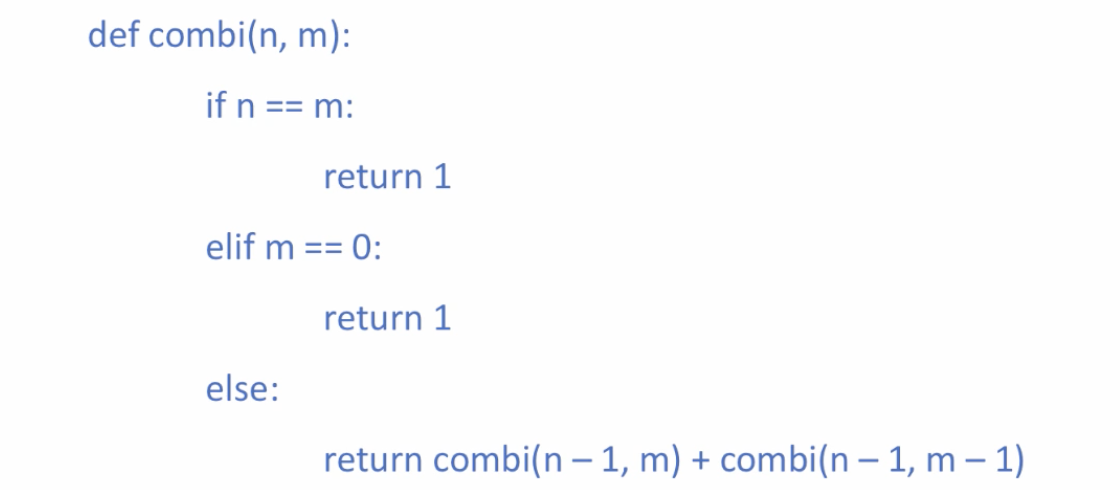 def combi(n, m):
if n == m:
return 1
elif m == 0:
return 1
else:
return combi(n – 1, m) + combi(n – 1, m – 1)